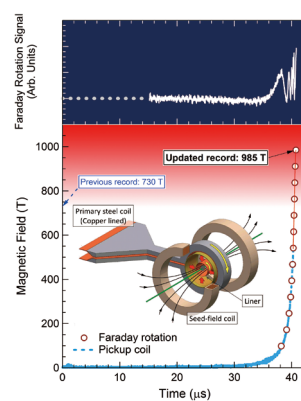 Faraday Rotation Signal
(Arb. Units)
1000
Updated record: 985 T
800
Previous record: 730 T
Primary steel coil
(Copper lined)
Magnetic Field (T)
600
400
Liner
Seed-field coil
200
Faraday rotation
Pickup coil
0
0 10 20 30 40
Time (μs)